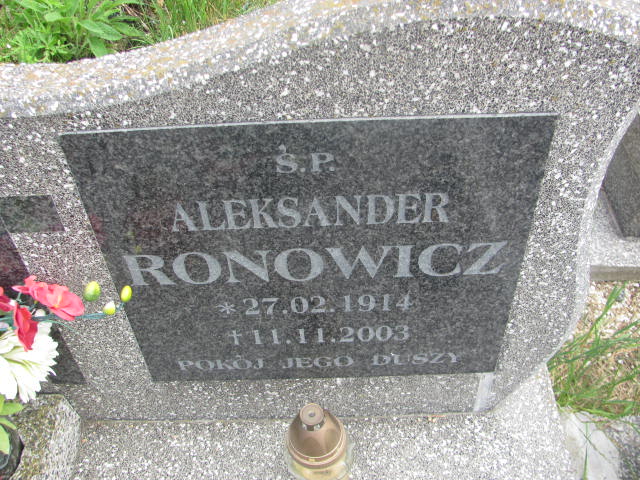 Ś.P.
ALEKSANDER
RONOWICZ
* 27.02.1914
† 11.11.2003
POKÓJ JEGO DUSZY